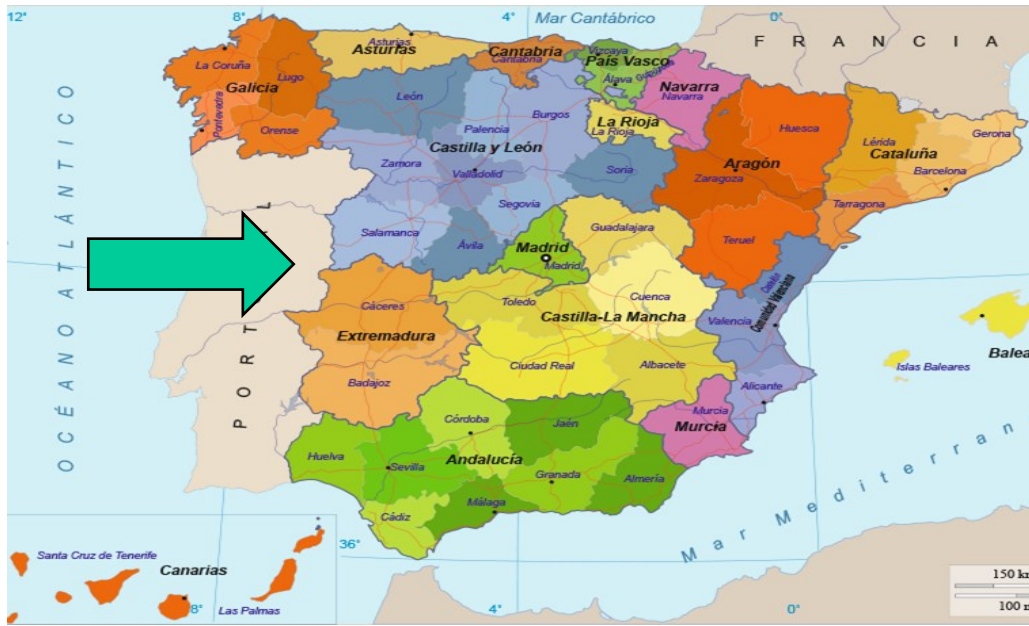 12°
8°
4°
Mar Cantábrico
0°
FRANCIA
OCÉANO ATLÁNTICO
La Coruña
Lugo
Galicia
Pontevedra
Orense
Asturias
Asturias
Cantabria
Cantabria
Vizcaya
País Vasco
Guipúzcoa
Álava
Navarra
Navarra
La Rioja
La Rioja
León
Palencia
Burgos
Castilla y León
Zamora
Valladolid
Soria
Segovia
Salamanca
Ávila
Huesca
Aragón
Zaragoza
Teruel
Lérida
Gerona
Cataluña
Barcelona
Tarragona
Madrid
Madrid
Guadalajara
Toledo
Cuenca
Castilla-La Mancha
Ciudad Real
Albacete
Comunidad Valenciana
Valencia
Alicante
Cáceres
Extremadura
Badajoz
PORT L
Balea
Islas Baleares
Murcia
Murcia
Córdoba
Jaén
Huelva
Sevilla
Andalucía
Granada
Almería
Málaga
Cádiz
Mar Mediterran
36°
Santa Cruz de Tenerife
Canarias
Las Palmas
8°
4°
0°
150 km
100 m